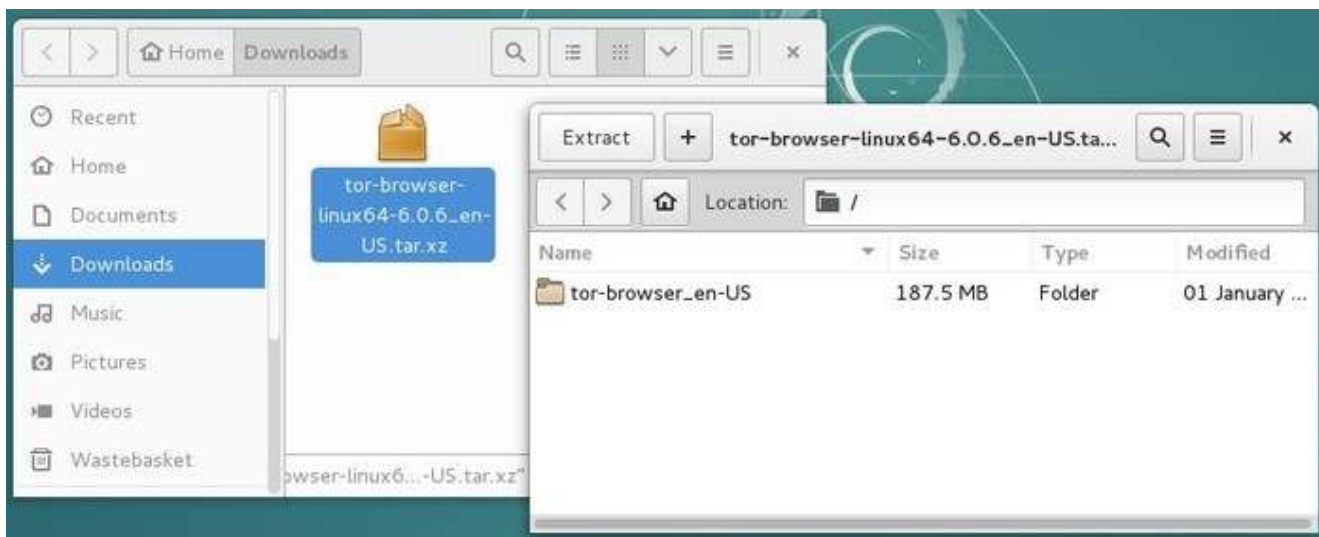 Home Downloads
Recent
Home
Documents
Downloads
Music
Pictures
Videos
Wastebasket
tor-browser-
linux64-6.0.6_en-
US.tar.xz
owser-linux6...-US.tar.xz"
Extract + tor-browser-linux64-6.0.6_en-US.ta...
Location: /
Name Size Type Modified
tor-browser_en-US 187.5 MB Folder 01 January ...